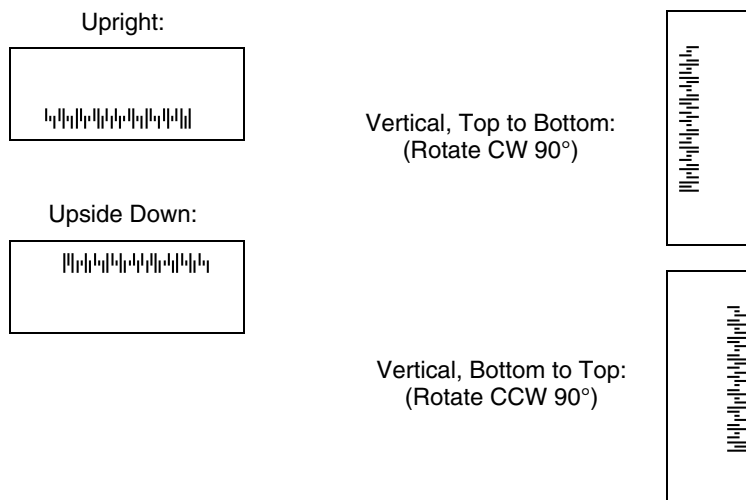 Upright:
Vertical, Top to Bottom:
(Rotate CW 90°)
Upside Down:
Vertical, Bottom to Top:
(Rotate CCW 90°)